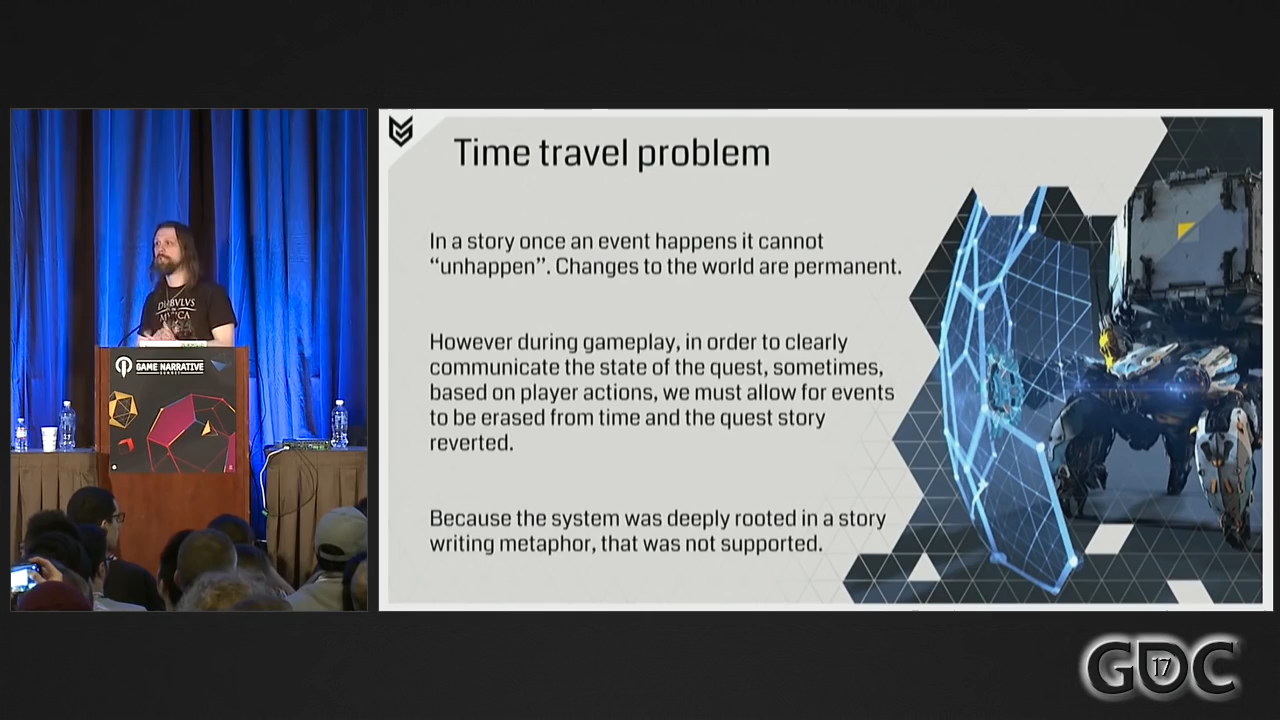 Time travel problem
In a story once an event happens it cannot
“unhappen”. Changes to the world are permanent.
However during gameplay, in order to clearly
communicate the state of the quest, sometimes,
based on player actions, we must allow for events
to be erased from time and the quest story
reverted.
Because the system was deeply rooted in a story
writing metaphor, that was not supported.
GAME NARRATIVE
SUMMIT
GDC
17